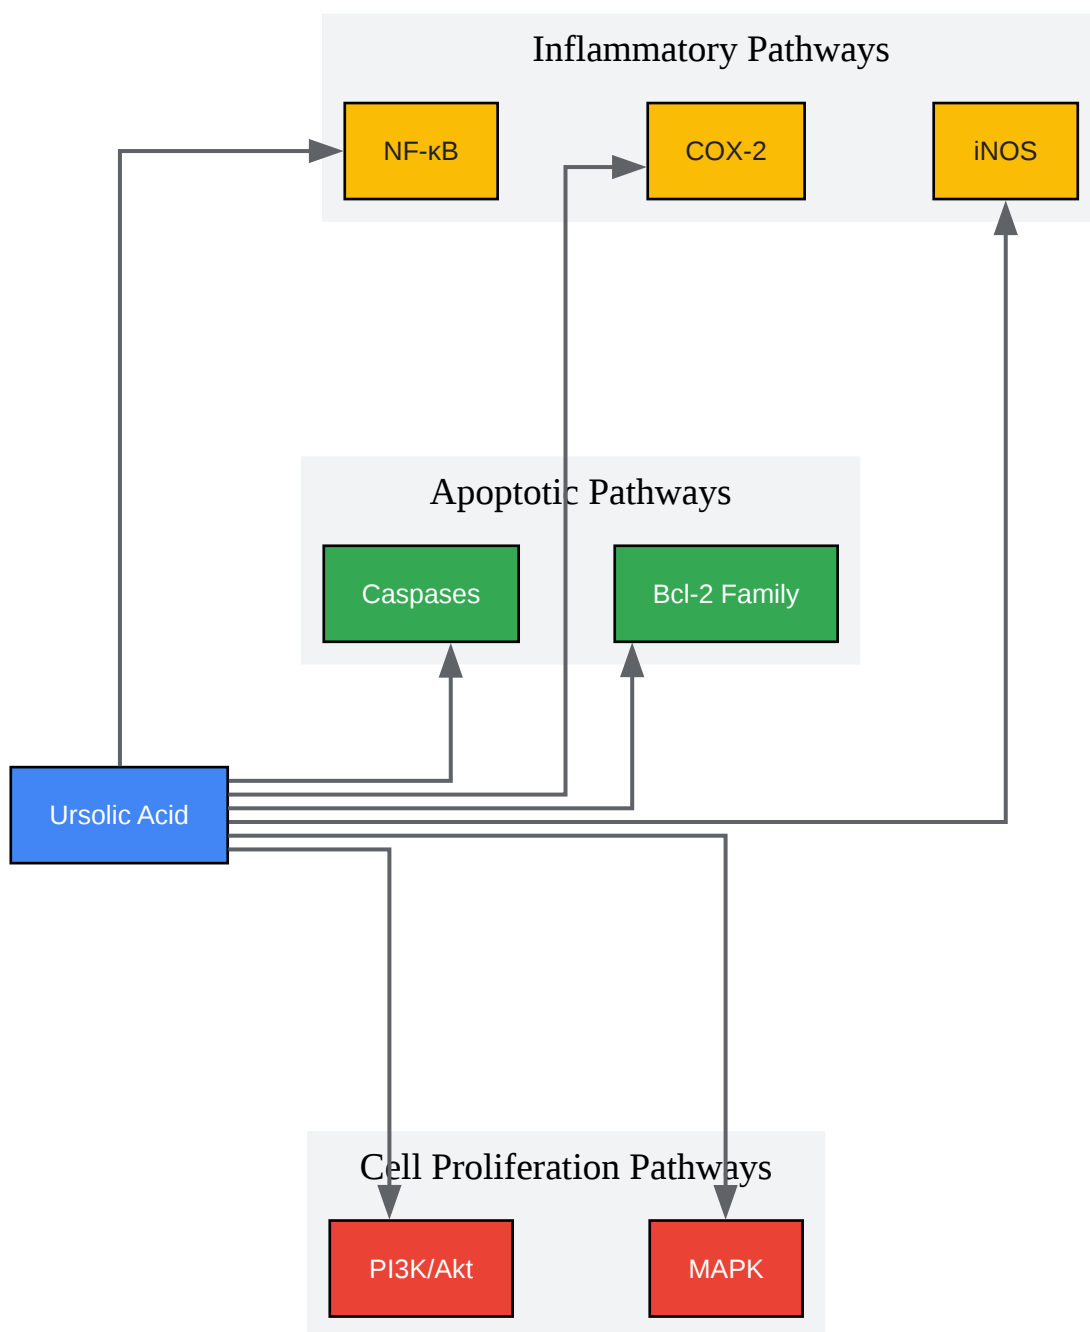 Inflammatory Pathways
NF-κB
COX-2
iNOS
Apoptotic Pathways
Caspases
Bcl-2 Family
Ursolic Acid
Cell Proliferation Pathways
PI3K/Akt
MAPK